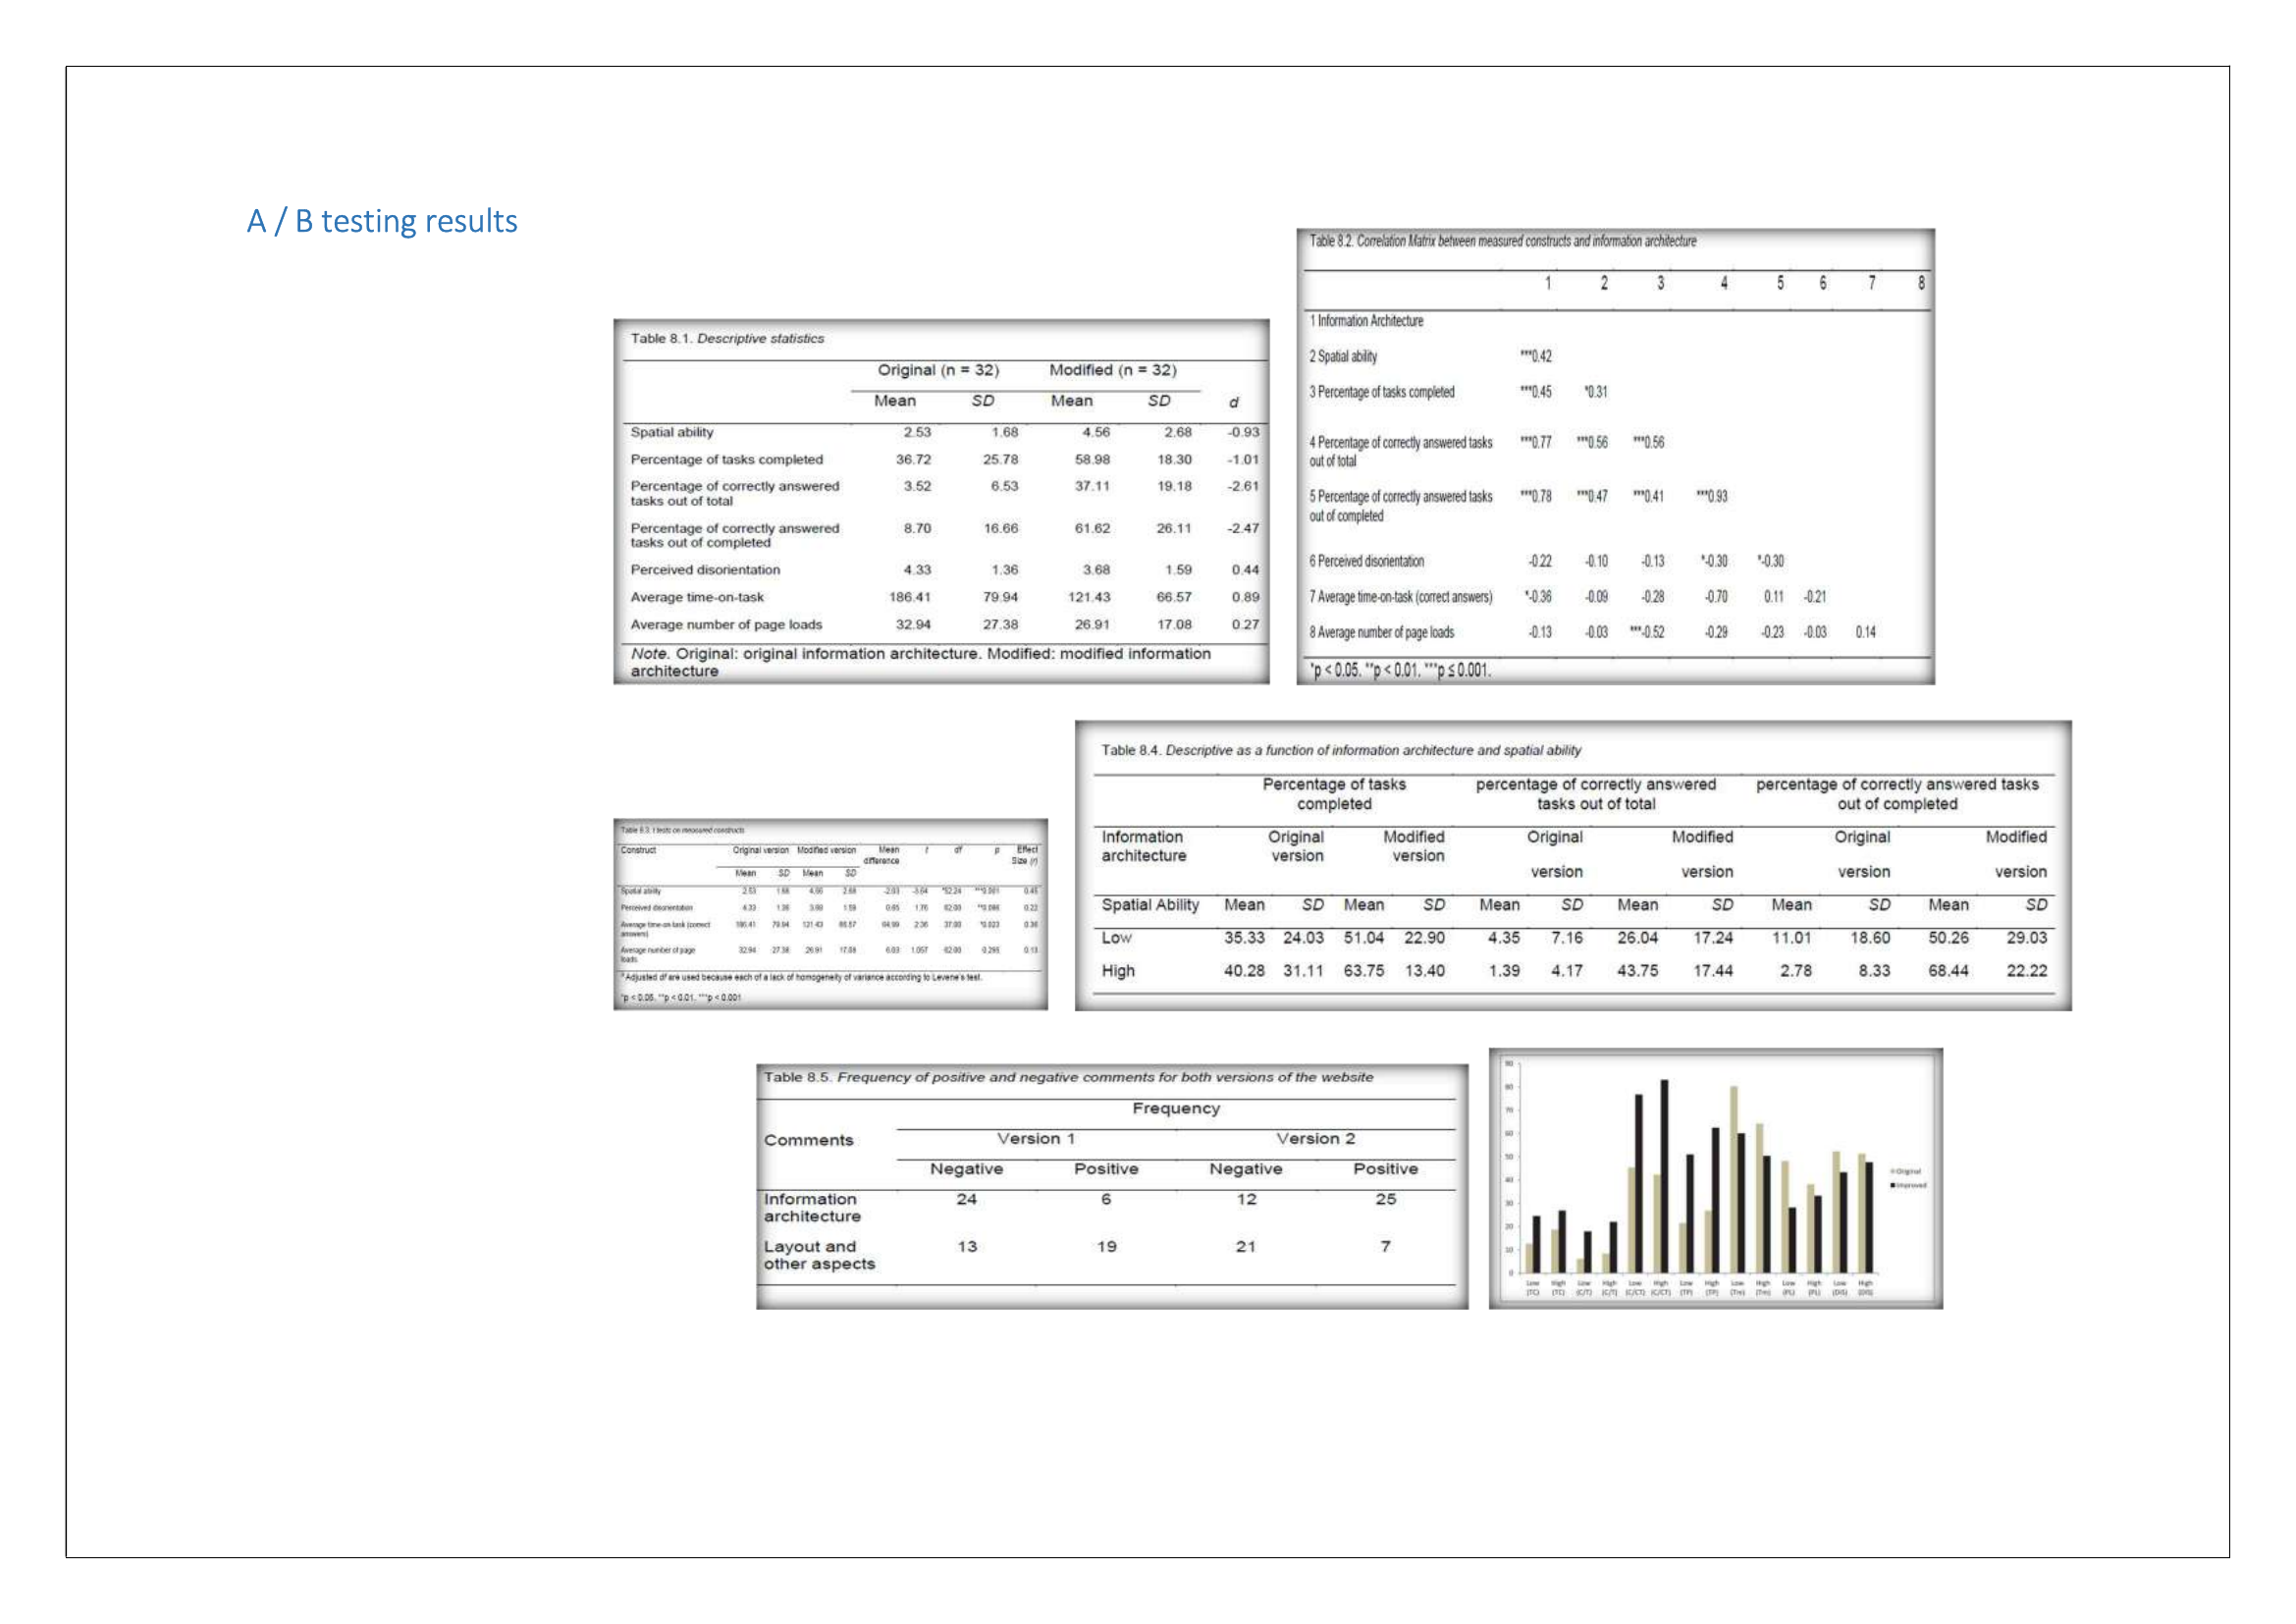 A / B testing results
Table 8.1. Descriptive statistics
Original (n = 32) Modified (n = 32)
Mean SD Mean SD d
Spatial ability 2.53 1.68 4.56 2.68 -0.93
Percentage of tasks completed 36.72 25.78 58.98 18.30 -1.01
Percentage of correctly answered 3.52 6.53 37.11 19.18 -2.61
tasks out of total
Percentage of correctly answered 8.70 16.66 61.62 26.11 -2.47
tasks out of completed
Perceived disorientation 4.33 1.36 3.68 1.59 0.44
Average time-on-task 186.41 79.94 121.43 66.57 0.89
Average number of page loads 32.94 27.38 26.91 17.08 0.27
Note. Original: original information architecture. Modified: modified information
architecture
Table 8.2. Correlation Matrix between measured constructs and information architecture
1 2 3 4 5 6 7 8
1 Information Architecture
2 Spatial ability ***0.42
3 Percentage of tasks completed ***0.45 *0.31
4 Percentage of correctly answered tasks ***0.77 ***0.56 ***0.56
out of total
5 Percentage of correctly answered tasks ***0.78 ***0.47 ***0.41 ***0.93
out of completed
6 Perceived disorientation -0.22 -0.10 -0.13 *-0.30 *-0.30
7 Average time-on-task (correct answers) *-0.36 -0.09 -0.28 -0.70 0.11 -0.21
8 Average number of page loads -0.13 -0.03 ***-0.52 -0.29 -0.23 -0.03 0.14
*p < 0.05. **p < 0.01. ***p ≤ 0.001.
Table 8.3. t tests on measured constructs
Construct Original version Modified version Mean t df p Effect
difference Size (r)
Mean SD Mean SD
Spatial ability 2.53 1.68 4.56 2.68 -2.03 -3.64 0.45
Perceived disorientation 4.33 1.36 3.68 1.59 0.65 1.76 62.00 0.22
Average time-on-task (correct 186.41 79.94 121.43 66.57 64.99 2.36 37.00 *0.023 0.36
answers)
Average number of page 32.94 27.38 26.91 17.08 6.03 1.057 62.00 0.295 0.13
loads
Adjusted df are used because each of a lack of homogeneity of variance according to Levene's test.
*p < 0.05. **p < 0.01. ***p < 0.001
Table 8.4. Descriptive as a function of information architecture and spatial ability
Percentage of tasks percentage of correctly answered percentage of correctly answered tasks
completed tasks out of total out of completed
Information Original Modified Original Modified Original Modified
architecture version version
version version version version
Spatial Ability Mean SD Mean SD Mean SD Mean SD Mean SD Mean SD
Low 35.33 24.03 51.04 22.90 4.35 7.16 26.04 17.24 11.01 18.60 50.26 29.03
High 40.28 31.11 63.75 13.40 1.39 4.17 43.75 17.44 2.78 8.33 68.44 22.22
Table 8.5. Frequency of positive and negative comments for both versions of the website
Frequency
Comments Version 1 Version 2
Negative Positive Negative Positive
Information 24 6 12 25
architecture
Layout and 13 19 21 7
other aspects
90
80
70
60
50
40
30
20
10
0
Original
Improved
Low High Low High Low High Low High Low High Low High Low High
(TC) (TC) (C/T) (C/T) (C/CT) (C/CT) (TP) (TP) (Tm) (Tm) (PL) (PL) (DIS) (DIS)